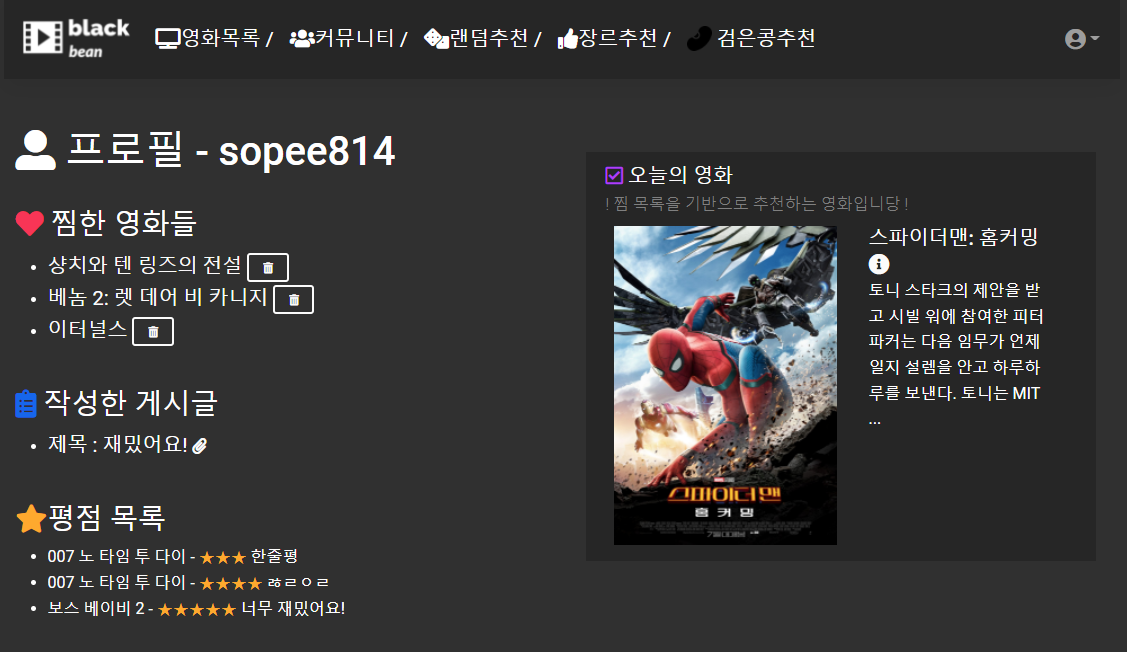 black
bean
영화목록 / 커뮤니티 / 랜덤추천 / 장르추천 / 검은콩추천
프로필 - sopee814
찜한 영화들
샹치와 텐 링즈의 전설
베놈 2: 렛 데어 비 카니지
이터널스
작성한 게시글
제목 : 재밌어요!
평점 목록
007 노 타임 투 다이 - ★★★ 한줄평
007 노 타임 투 다이 - ★★★★ ㅀㄹㅇㄹ
보스 베이비 2 - ★★★★★ 너무 재밌어요!
오늘의 영화
! 찜 목록을 기반으로 추천하는 영화입니당 !
스파이더맨
홈커밍
스파이더맨: 홈커밍
토니 스타크의 제안을 받
고 시빌 워에 참여한 피터
파커는 다음 임무가 언제
일지 설렘을 안고 하루하
루를 보낸다. 토니는 MIT
...